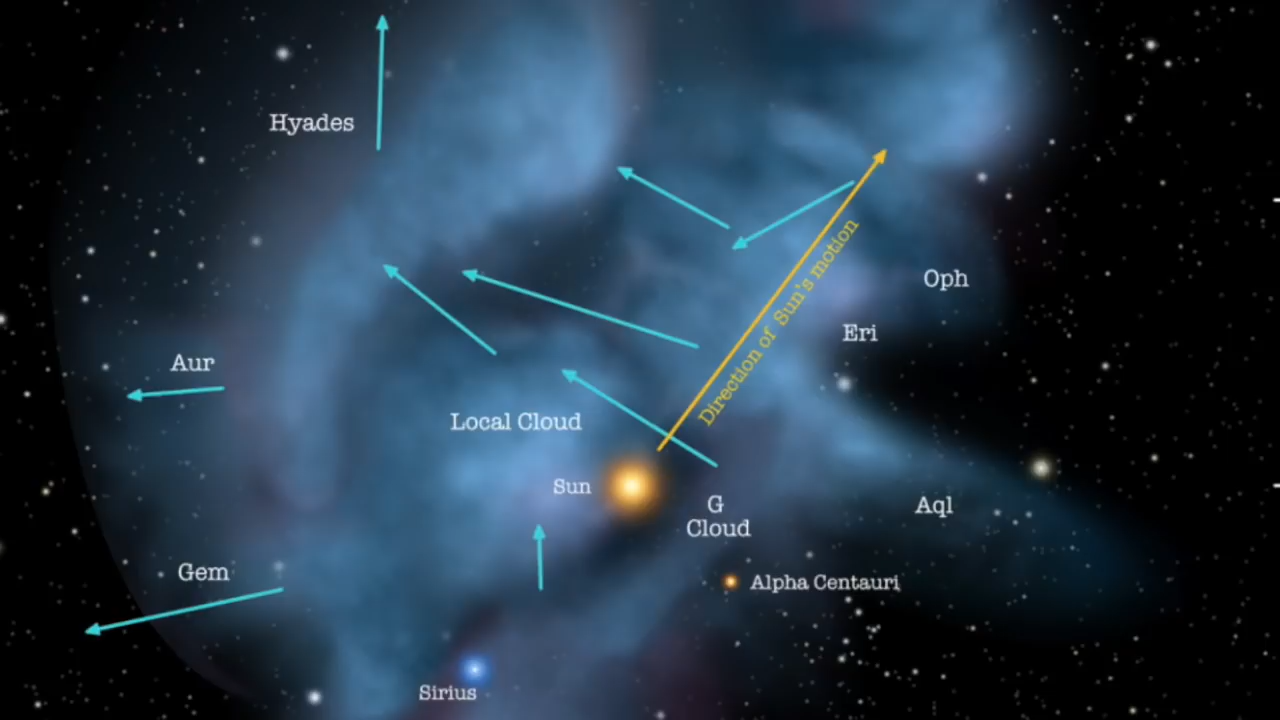 Hyades
Direction of Sun's motion
Oph
Eri
Aur
Local Cloud
Sun
G
Cloud
Aql
Gem
Alpha Centauri
Sirius